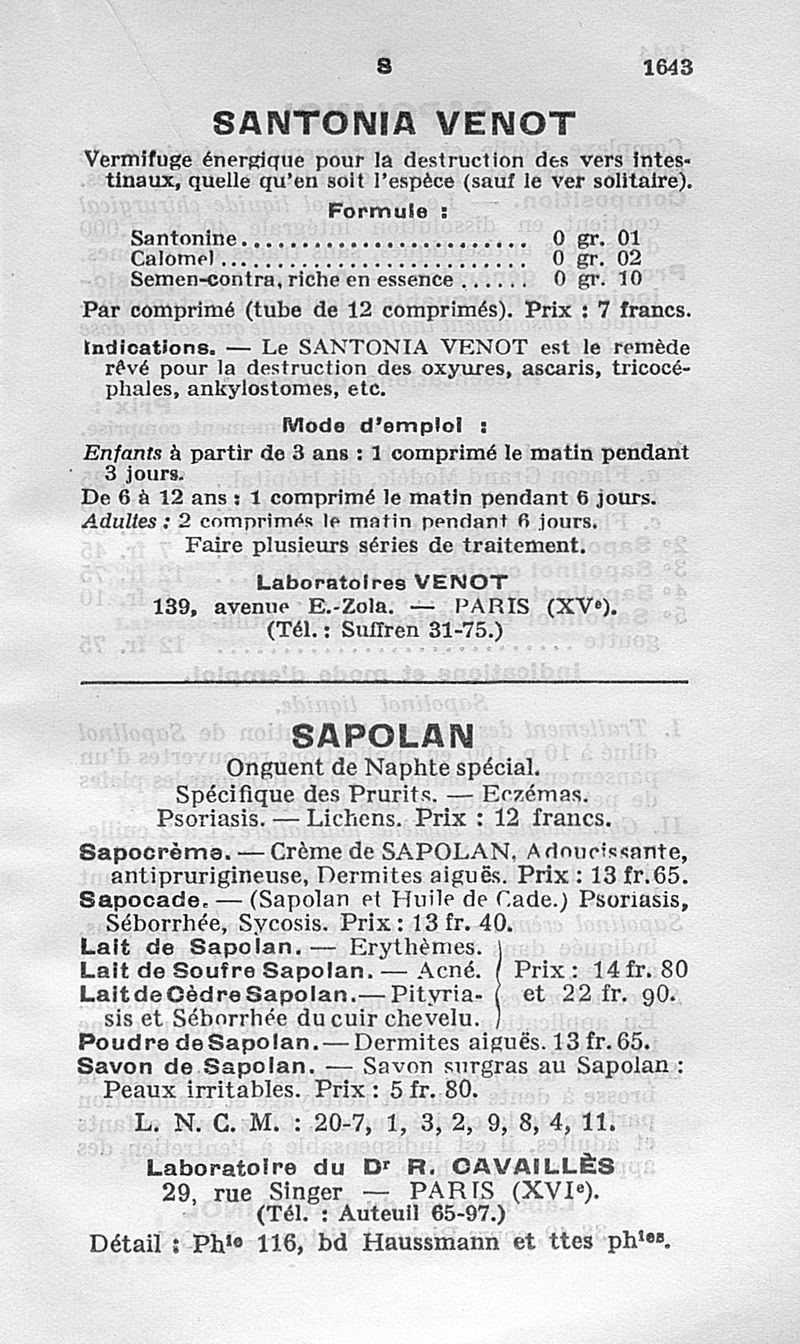 S
1643
SANTONIA VENOT
Vermifuge énergique pour la destruction des vers intes-
tinaux, quelle qu'en soit l'espèce (sauf le ver solitaire).
Formule :
Santonine........................... 0 gr. 01
Calomel............................. 0 gr. 02
Semen-contra, riche en essence ...... 0 gr. 10
Par comprimé (tube de 12 comprimés). Prix : 7 francs.
Indications. — Le SANTONIA VENOT est le remède
rêvé pour la destruction des oxyures, ascaris, tricocé-
phales, ankylostomes, etc.
Mode d'emploi :
Enfants à partir de 3 ans : 1 comprimé le matin pendant
3 jours.
De 6 à 12 ans : 1 comprimé le matin pendant 6 jours.
Adultes : 2 comprimés le matin pendant 6 jours.
Faire plusieurs séries de traitement.
Laboratoires VENOT
139, avenue E.-Zola. — PARIS (XVe).
(Tél. : Suffren 31-75.)
SAPOLAN
Onguent de Naphte spécial.
Spécifique des Prurits. — Eczémas.
Psoriasis. — Lichens. Prix : 12 francs.
Sapocrème. — Crème de SAPOLAN, Adoucissante,
antiprurigineuse, Dermites aiguës. Prix : 13 fr. 65.
Sapocade. — (Sapolan et Huile de Cade.) Psoriasis,
Séborrhée, Sycosis. Prix : 13 fr. 40.
Lait de Sapolan. — Erythèmes.
Lait de Soufre Sapolan. — Acné. Prix : 14 fr. 80
Lait de Cèdre Sapolan. — Pityria- et 22 fr. 90.
sis et Séborrhée du cuir chevelu.
Poudre de Sapolan. — Dermites aiguës. 13 fr. 65.
Savon de Sapolan. — Savon surgras au Sapolan :
Peaux irritables. Prix : 5 fr. 80.
L. N. C. M. : 20-7, 1, 3, 2, 9, 8, 4, 11.
Laboratoire du Dr R. CAVAILLÈS
29, rue Singer — PARIS (XVIe).
(Tél. : Auteuil 65-97.)
Détail : Phie 116, bd Haussmann et ttes phies.